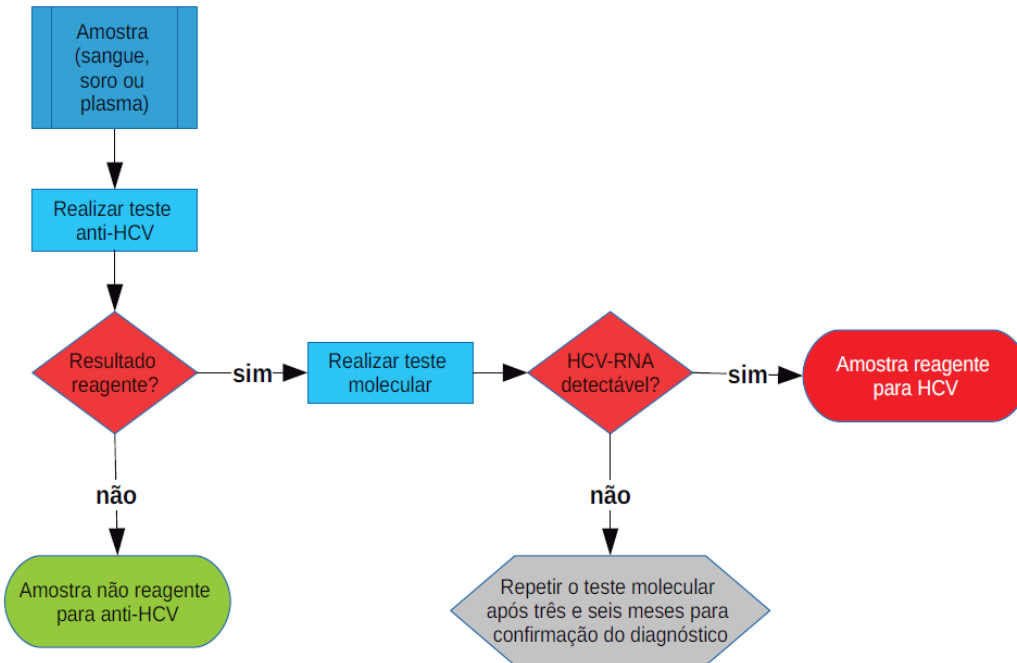 Amostra
(sangue,
soro ou
plasma)
Realizar teste
anti-HCV
Resultado
reagente?
sim
Realizar teste
molecular
HCV-RNA
detectável?
sim
Amostra reagente
para HCV
não
não
Amostra não reagente
para anti-HCV
Repetir o teste molecular
após três e seis meses para
confirmação do diagnóstico